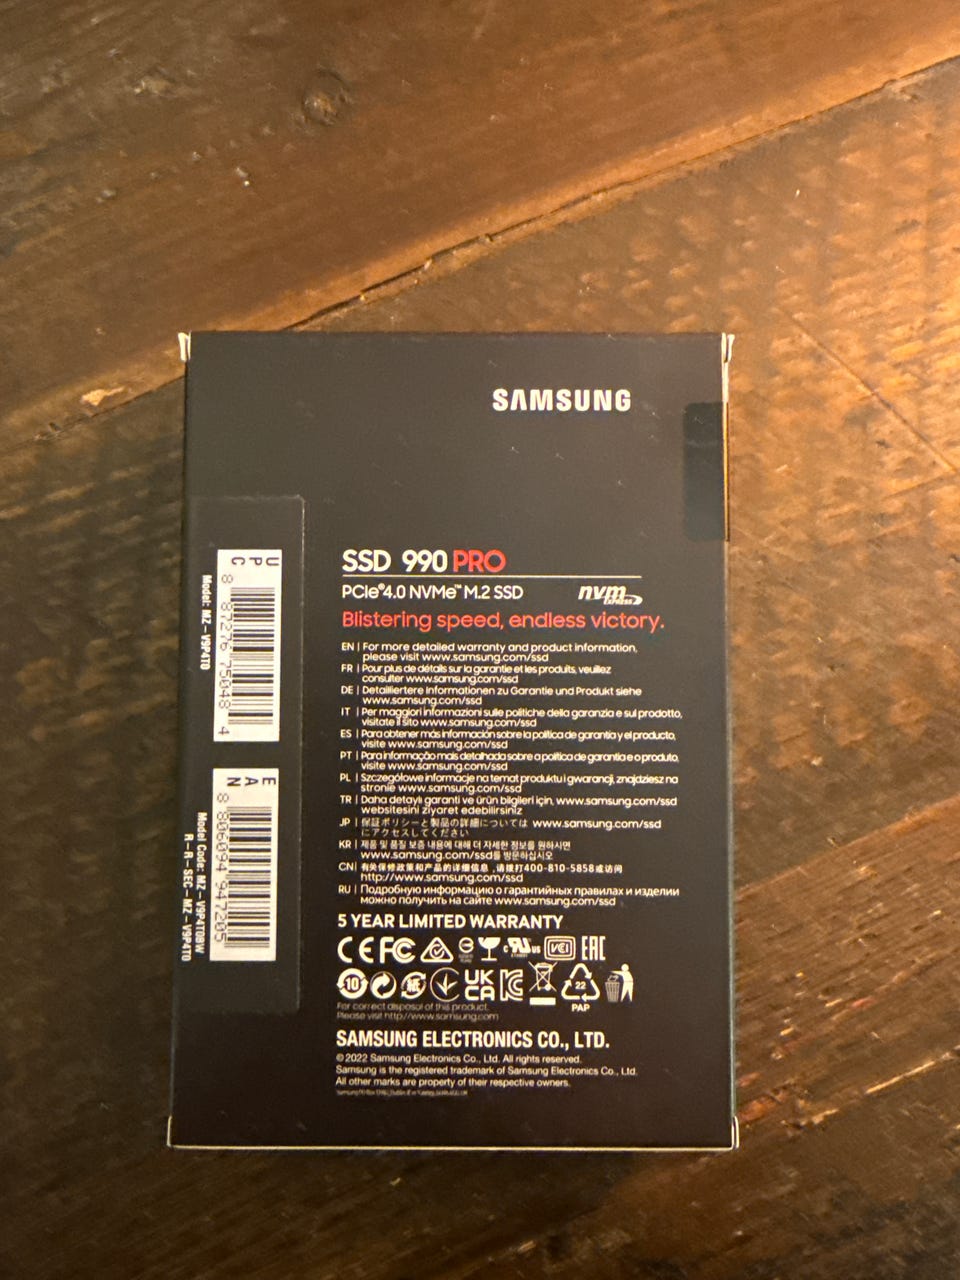 SAMSUNG
SSD 990 PRO
PCIe®4.0 NVMe™ M.2 SSD
nvm
EXPRESS
Blistering speed, endless victory.
EN | For more detailed warranty and product information,
please visit www.samsung.com/ssd
FR | Pour plus de détails sur la garantie et les produits, veuillez
consulter www.samsung.com/ssd
DE | Detailliertere Informationen zu Garantie und Produkt siehe
www.samsung.com/ssd
IT | Per maggiori informazioni sulle politiche della garanzia e sul prodotto,
visitate il sito www.samsung.com/ssd
ES | Para obtener más información sobre la política de garantía y el producto,
visite www.samsung.com/ssd
PT | Para informação mais detalhada sobre a política de garantia e o produto,
visite www.samsung.com/ssd
PL | Szczegółowe informacje na temat produktu i gwarancji, znajdziesz na
stronie www.samsung.com/ssd
TR | Daha detaylı garanti ve ürün bilgileri için, www.samsung.com/ssd
websitesini ziyaret edebilirsiniz
JP | 保証ポリシーと製品の詳細については www.samsung.com/ssd
にアクセスしてください
KR | 제품 및 품질 보증 내용에 대해 더 자세한 정보를 원하시면
www.samsung.com/ssd를 방문하십시오
CN | 有关保修政策和产品的详细信息，请拨打400-810-5858或访问
http://www.samsung.com/ssd
RU | Подробную информацию о гарантийных правилах и изделии
можно получить на сайте www.samsung.com/ssd
5 YEAR LIMITED WARRANTY
CE FC c UL us VCI EAC
10 UK CA 22 PAP
For correct disposal of this product.
Please visit http://www.samsung.com
SAMSUNG ELECTRONICS CO., LTD.
©2022 Samsung Electronics Co., Ltd. All rights reserved.
Samsung is the registered trademark of Samsung Electronics Co., Ltd.
All other marks are property of their respective owners.
UPC
8 87276 75048 4
Model: MZ-V9P4T0
EAN
8 806094 947205
Model Code: MZ-V9P4T0BW
R-R-SEC-MZ-V9P4T0